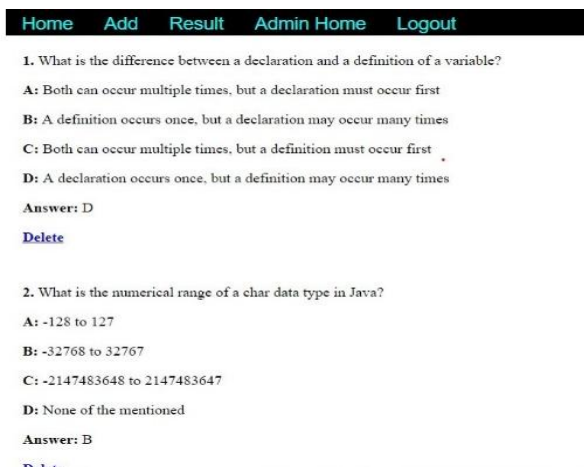 Home Add Result Admin Home Logout
1. What is the difference between a declaration and a definition of a variable?
A: Both can occur multiple times, but a declaration must occur first
B: A definition occurs once, but a declaration may occur many times
C: Both can occur multiple times, but a definition must occur first
D: A declaration occurs once, but a definition may occur many times
Answer: D
Delete
2. What is the numerical range of a char data type in Java?
A: -128 to 127
B: -32768 to 32767
C: -2147483648 to 2147483647
D: None of the mentioned
Answer: B